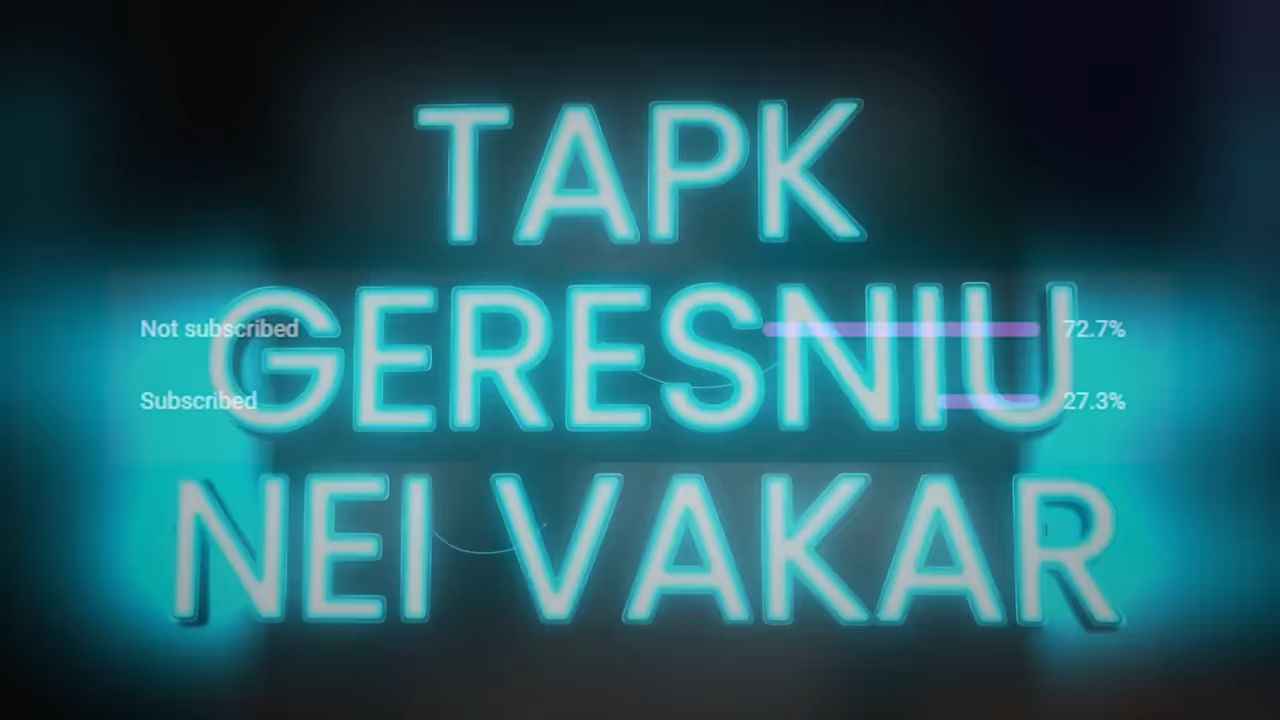 TAPK
GERESNIU
Not subscribed 72.7%
Subscribed 27.3%
NEI VAKAR